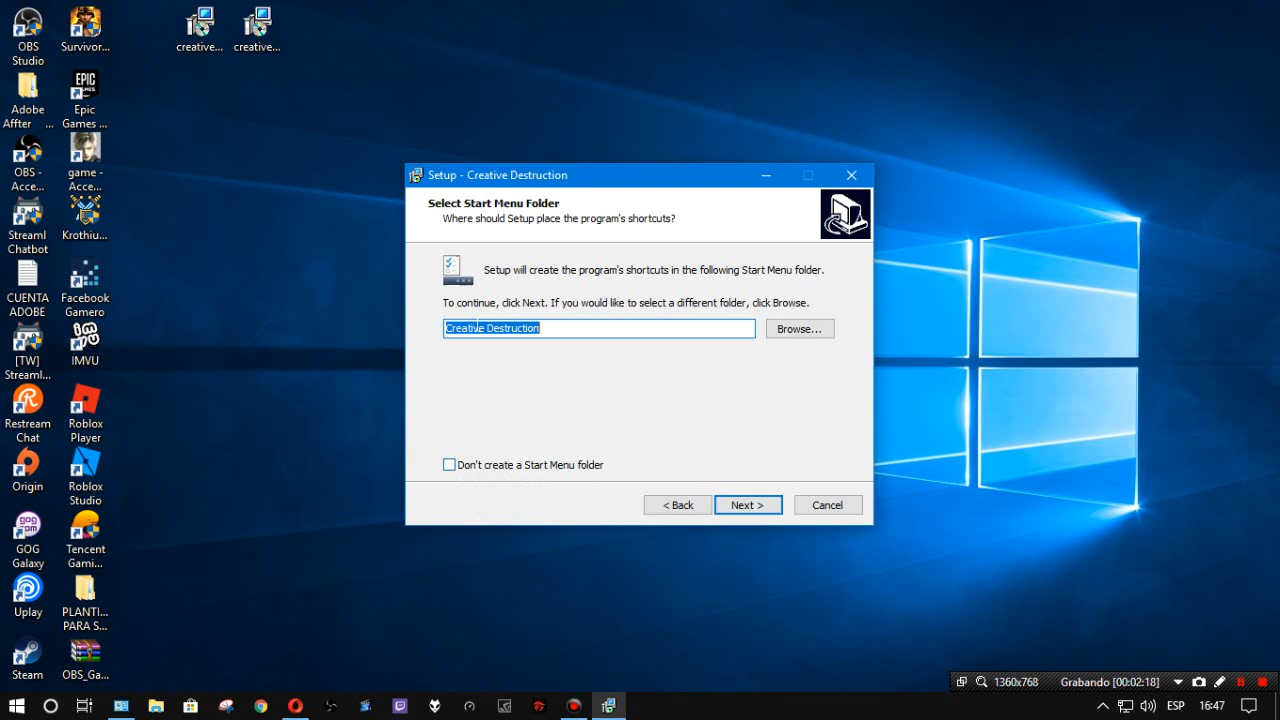 OBS
Studio
Survivor...
creative...
creative...
Adobe
Affter ...
EPIC
GAMES
Epic
Games ...
OBS -
Acce...
game -
Acce...
Streaml
Chatbot
Krothiu...
CUENTA
ADOBE
Facebook
Gamero
[TW]
Streaml...
IMVU
Restream
Chat
Roblox
Player
Origin
Roblox
Studio
GOG
Galaxy
Tencent
Gami...
Uplay
PLANTI...
PARA S...
Steam
OBS_Ga...
Setup - Creative Destruction
Select Start Menu Folder
Where should Setup place the program's shortcuts?
Setup will create the program's shortcuts in the following Start Menu folder.
To continue, click Next. If you would like to select a different folder, click Browse.
Creative Destruction
Browse...
Don't create a Start Menu folder
< Back
Next >
Cancel
1360x768
Grabando [00:02:18]
ESP
16:47